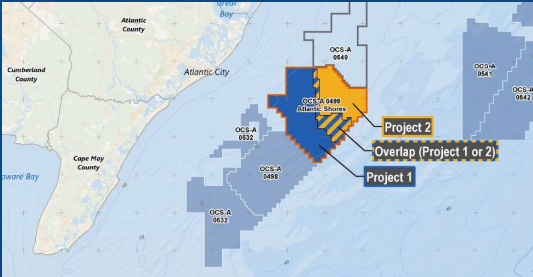 Great
Bay
Atlantic
County
OCS-A
0549
Cumberland
County
Atlantic City
OCS-A
0541
OCS-A
0542
OCS-A 0499
Atlantic Shores
Project 2
OCS-A
0532
Overlap (Project 1 or 2)
Cape May
County
OCS-A
0498
Project 1
aware Bay
OCS-A
0532